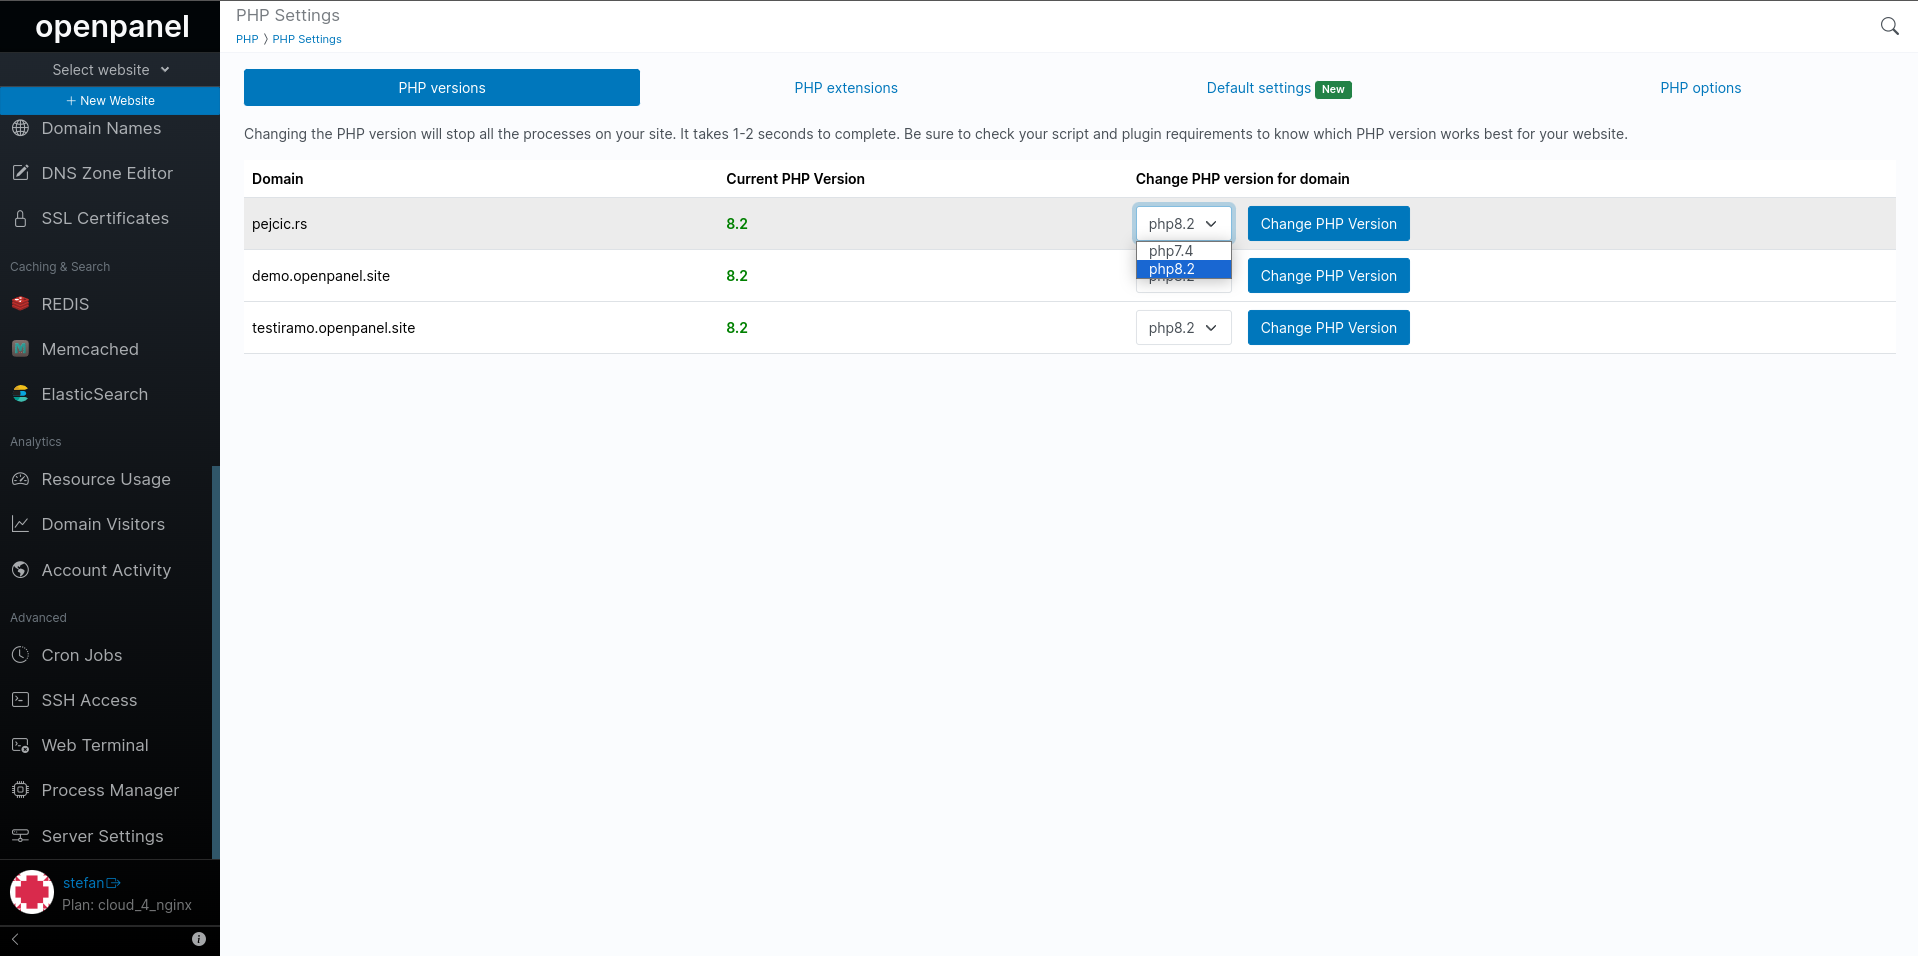 openpanel
Select website
+ New Website
Domain Names
DNS Zone Editor
SSL Certificates
Caching & Search
REDIS
Memcached
ElasticSearch
Analytics
Resource Usage
Domain Visitors
Account Activity
Advanced
Cron Jobs
SSH Access
Web Terminal
Process Manager
Server Settings
stefan
Plan: cloud_4_nginx
PHP Settings
PHP 〉 PHP Settings
PHP versions PHP extensions Default settings New PHP options
Changing the PHP version will stop all the processes on your site. It takes 1-2 seconds to complete. Be sure to check your script and plugin requirements to know which PHP version works best for your website.
Domain Current PHP Version Change PHP version for domain
pejcic.rs 8.2 php8.2 Change PHP Version
php7.4
php8.2
demo.openpanel.site 8.2 php8.2 Change PHP Version
testiramo.openpanel.site 8.2 php8.2 Change PHP Version